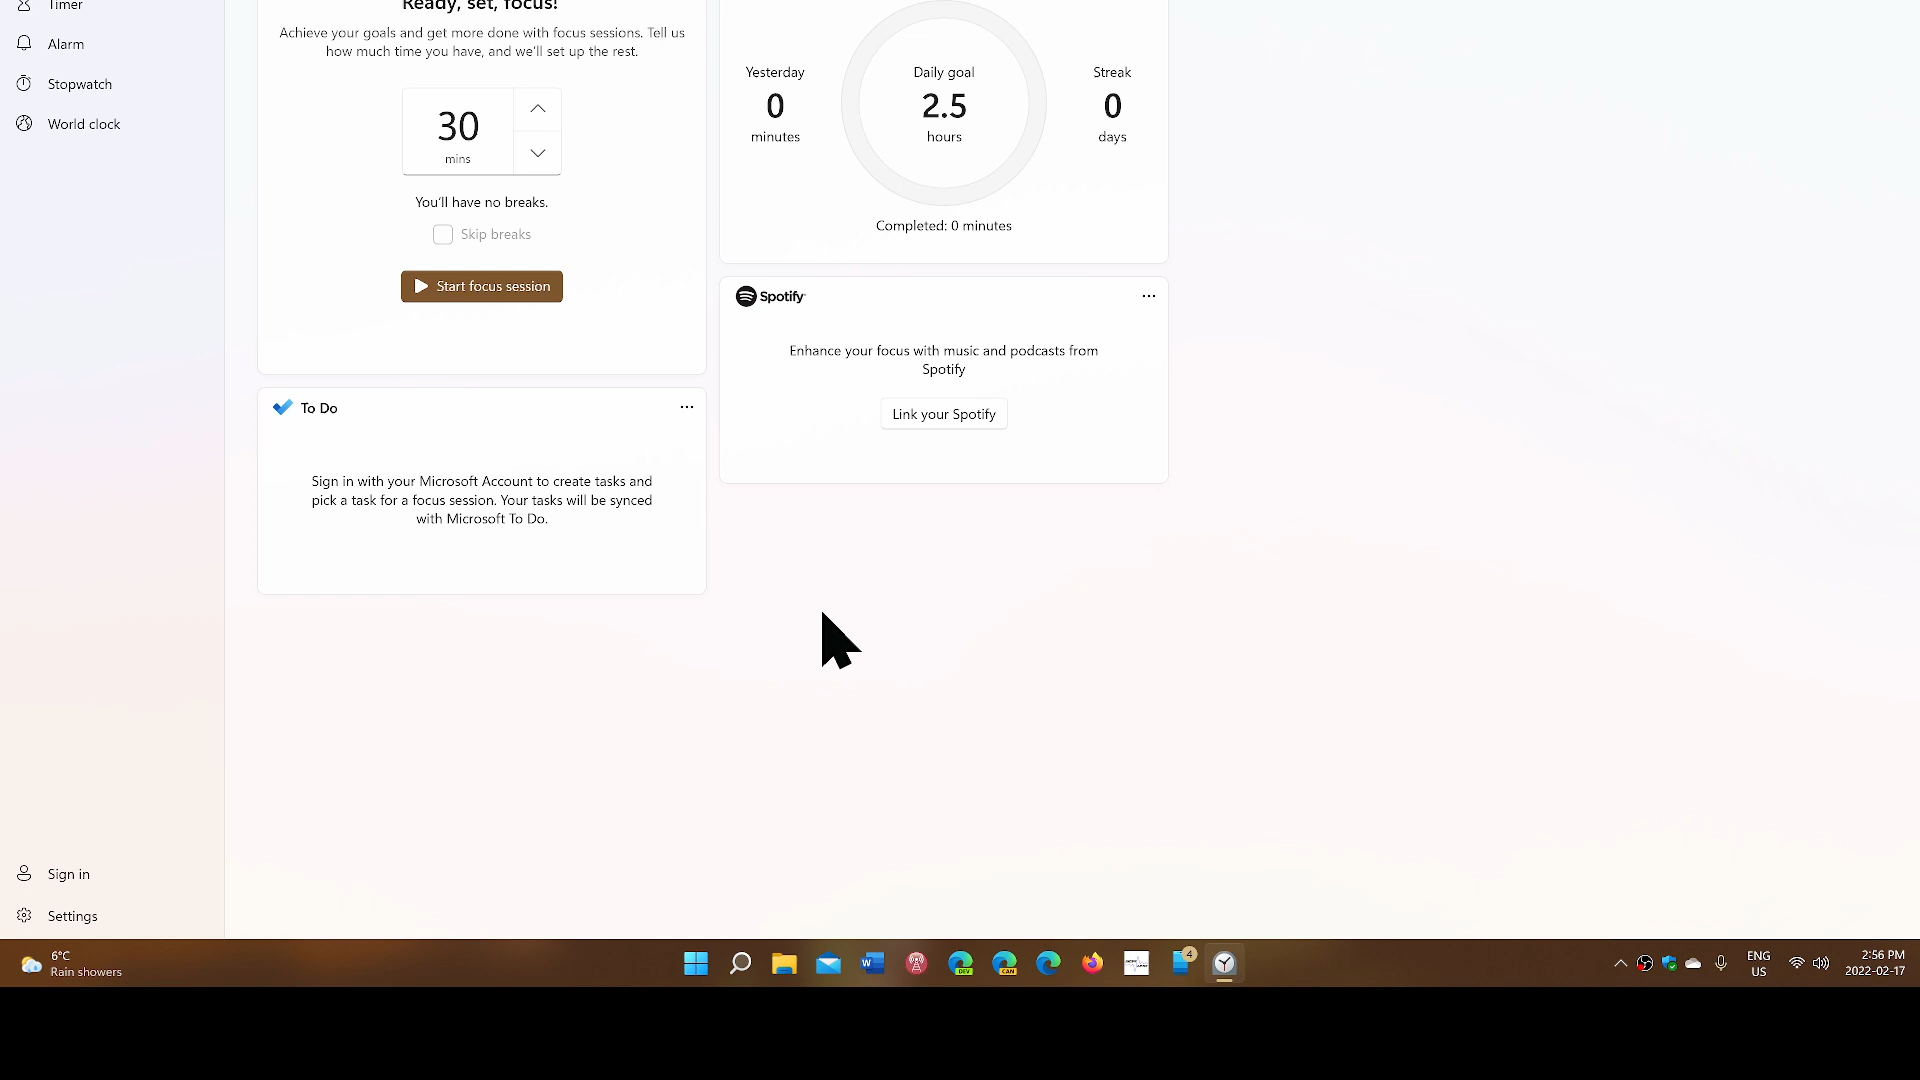 Timer
Alarm
Stopwatch
World clock
Ready, set, focus!
Achieve your goals and get more done with focus sessions. Tell us
how much time you have, and we'll set up the rest.
30
mins
You'll have no breaks.
Skip breaks
Start focus session
To Do
Sign in with your Microsoft Account to create tasks and
pick a task for a focus session. Your tasks will be synced
with Microsoft To Do.
Yesterday
0
minutes
Daily goal
2.5
hours
Streak
0
days
Completed: 0 minutes
Spotify
Enhance your focus with music and podcasts from
Spotify
Link your Spotify
Sign in
Settings
6°C
Rain showers
W
DEV
CAN
4
ENG
US
2:56 PM
2022-02-17